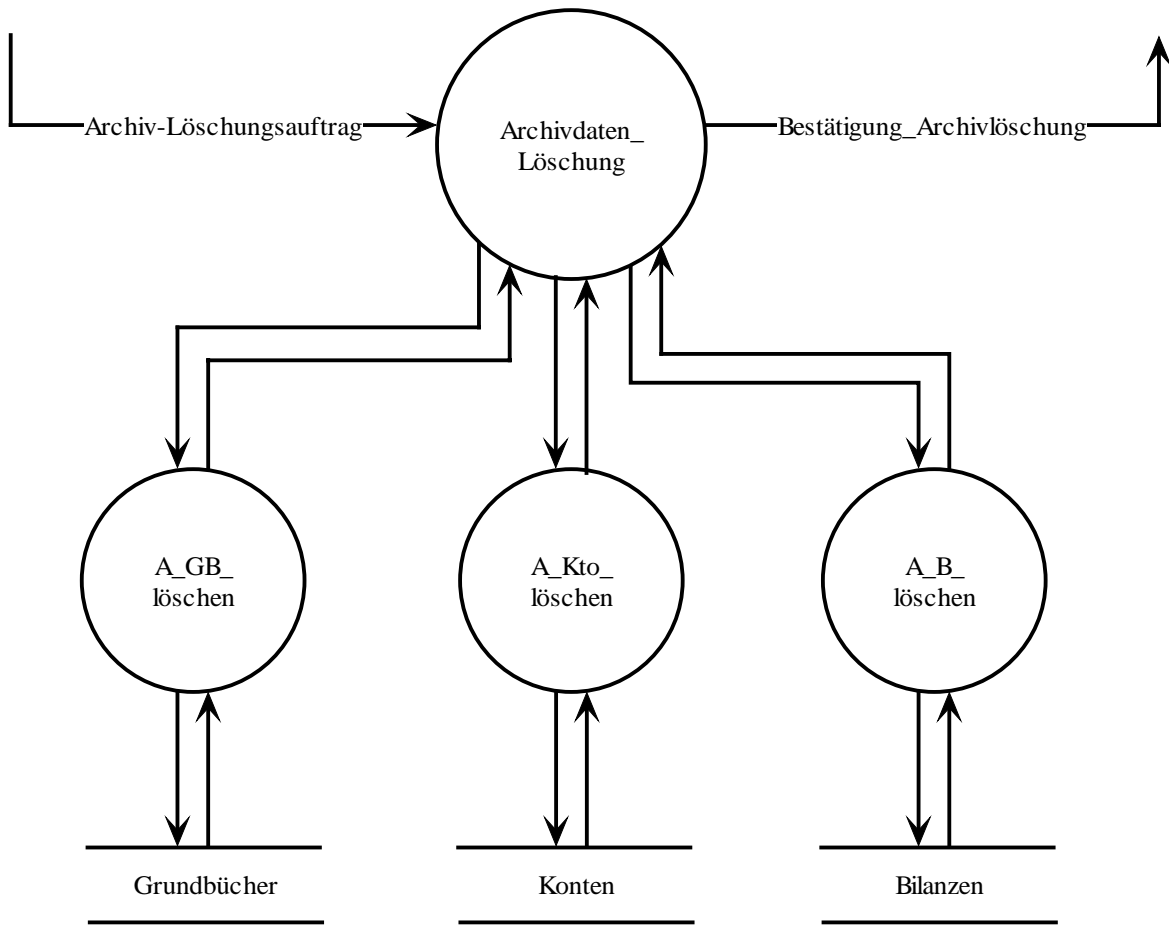 Archiv-Löschungsauftrag
Archivdaten_
Löschung
Bestätigung_Archivlöschung
A_GB_
löschen
A_Kto_
löschen
A_B_
löschen
Grundbücher
Konten
Bilanzen